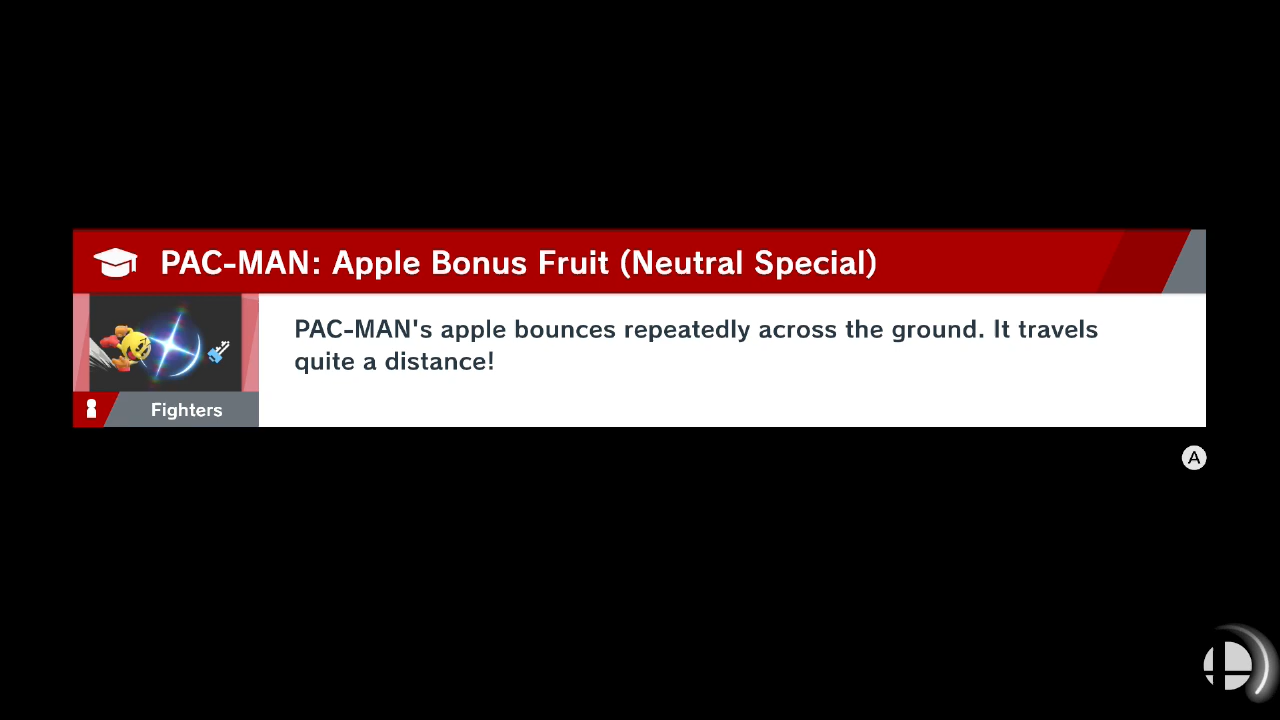 PAC-MAN: Apple Bonus Fruit (Neutral Special)
PAC-MAN's apple bounces repeatedly across the ground. It travels
quite a distance!
Fighters
A